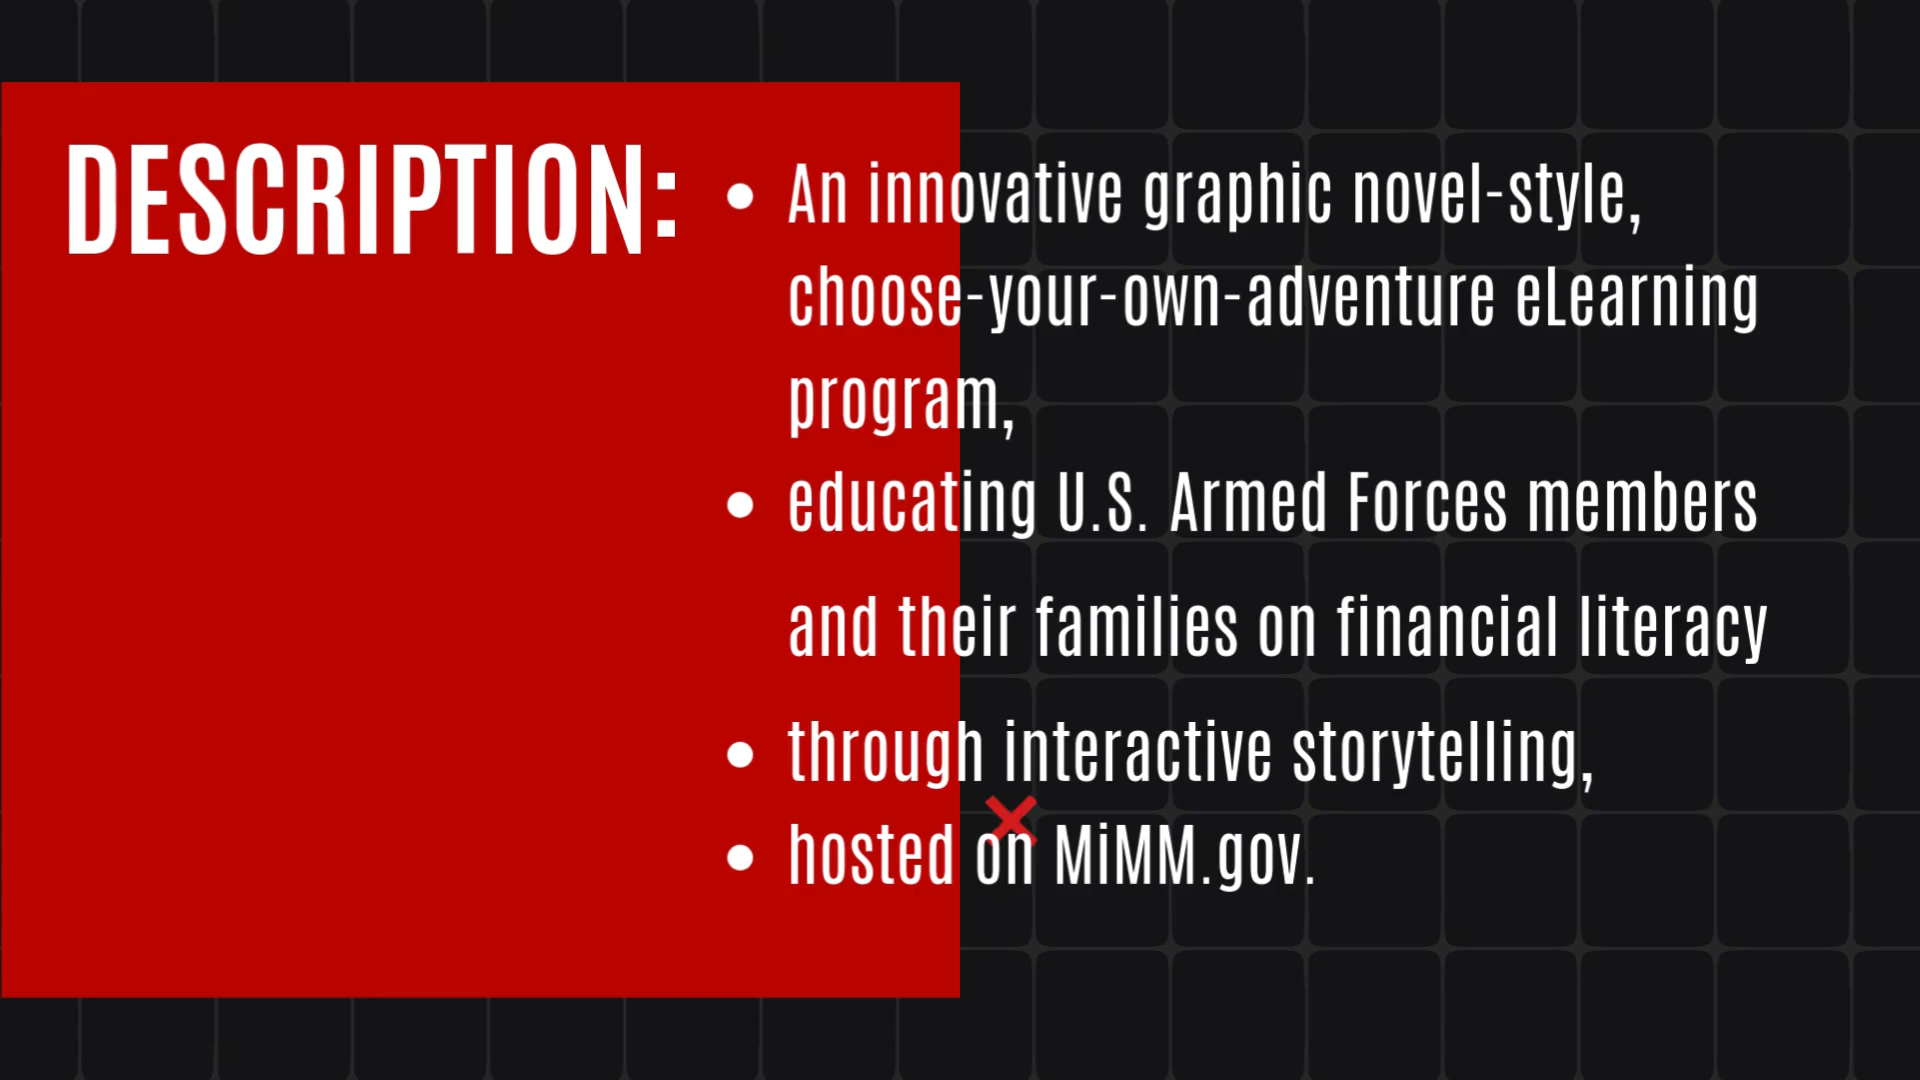 DESCRIPTION:
• An innovative graphic novel-style,
choose-your-own-adventure eLearning
program,
• educating U.S. Armed Forces members
and their families on financial literacy
• through interactive storytelling,
• hosted on MiMM.gov.